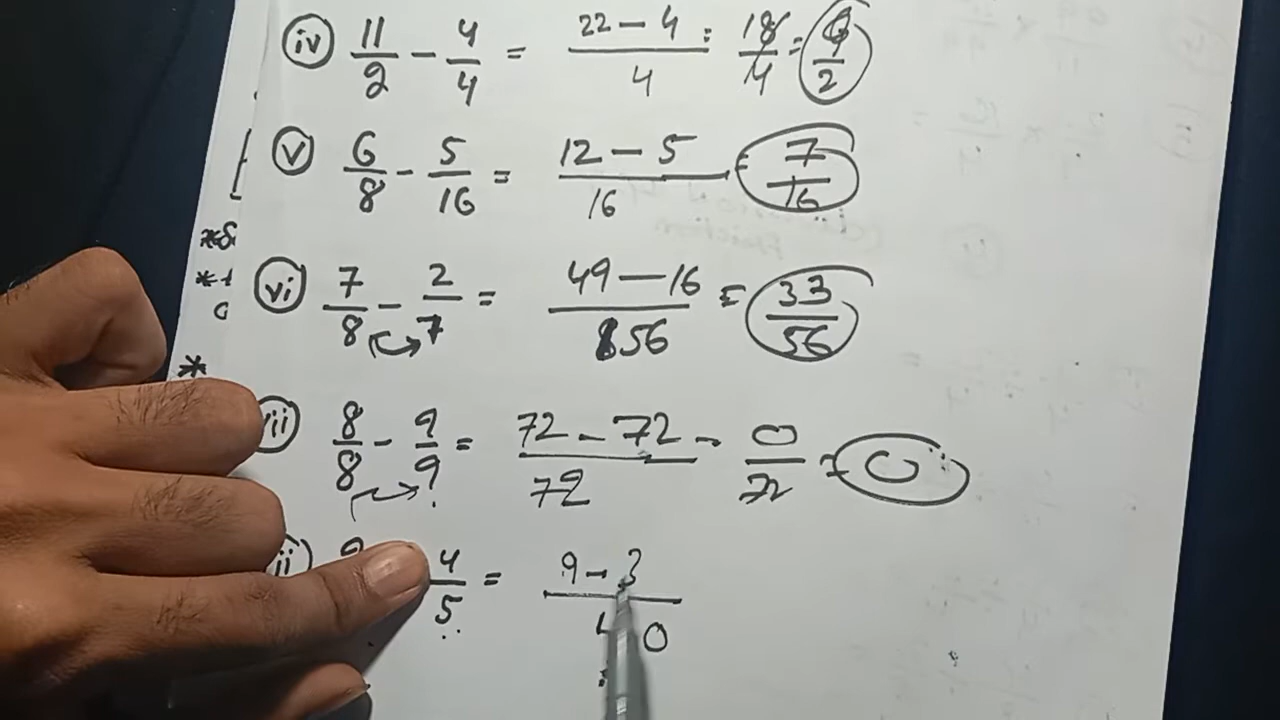 iv 11/2 - 4/4 = 22 - 4 / 4 = 18/4 = 9/2
v 6/8 - 5/16 = 12 - 5 / 16 = 7/16
vi 7/8 - 2/7 = 49 - 16 / 56 = 33/56
vii 8/8 - 9/9 = 72 - 72 / 72 = 0/72 = 0
4/5 = 9 - 3